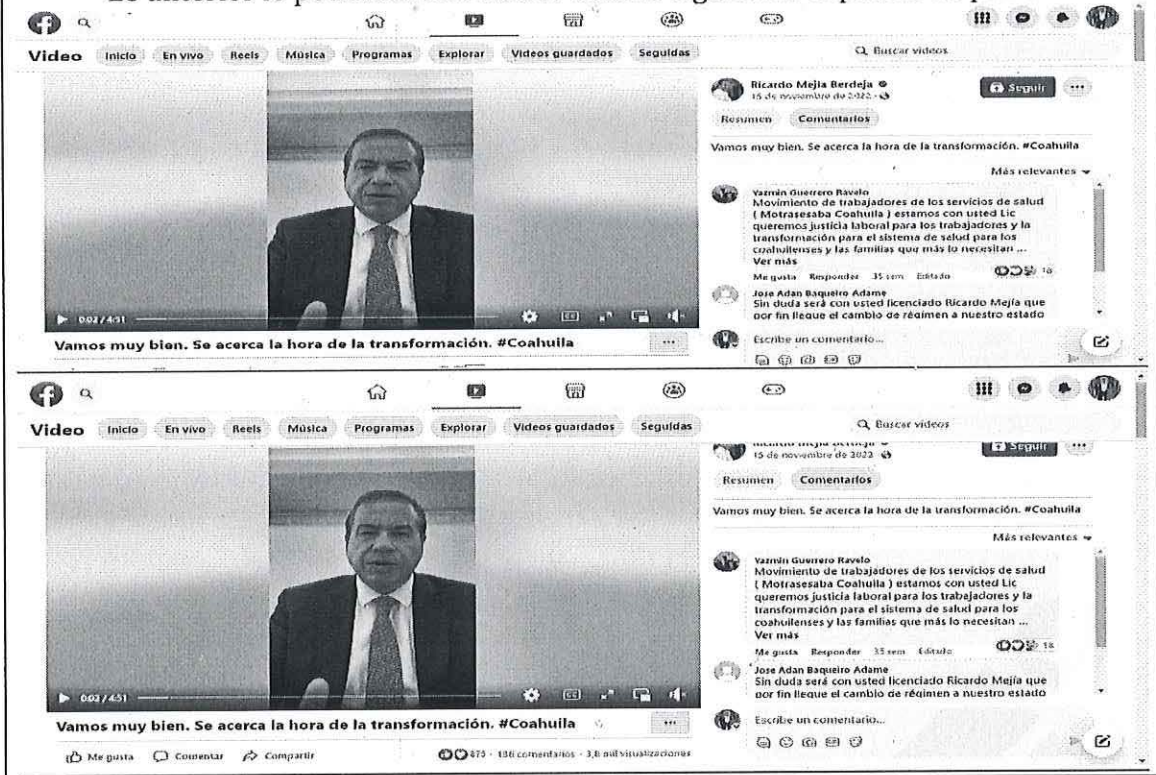 Video Inicio En vivo Reels Música Programas Explorar Videos guardados Seguidas Buscar videos
Ricardo Mejia Berdeja
15 de noviembre de 2022
Seguir
Resumen Comentarios
Vamos muy bien. Se acerca la hora de la transformación. #Coahuila
Más relevantes
Yazmin Guerrero Ravelo
Movimiento de trabajadores de los servicios de salud
( Motrasesaba Coahuila ) estamos con usted Lic
queremos justicia laboral para los trabajadores y la
transformación para el sistema de salud para los
coahuilenses y las familias que más lo necesitan ...
Ver más
Me gusta Responder 35 sem Editado
Jose Adan Baqueiro Adame
Sin duda será con usted licenciado Ricardo Mejía que
por fin llegue el cambio de régimen a nuestro estado
Escribe un comentario...
0:02 / 4:51
Vamos muy bien. Se acerca la hora de la transformación. #Coahuila
Video Inicio En vivo Reels Música Programas Explorar Videos guardados Seguidas Buscar videos
15 de noviembre de 2022
Seguir
Resumen Comentarios
Vamos muy bien. Se acerca la hora de la transformación. #Coahuila
Más relevantes
Yazmin Guerrero Ravelo
Movimiento de trabajadores de los servicios de salud
( Motrasesaba Coahuila ) estamos con usted Lic
queremos justicia laboral para los trabajadores y la
transformación para el sistema de salud para los
coahuilenses y las familias que más lo necesitan ...
Ver más
Me gusta Responder 35 sem Editado 18
Jose Adan Baqueiro Adame
Sin duda será con usted licenciado Ricardo Mejía que
por fin llegue el cambio de régimen a nuestro estado
Escribe un comentario...
0:03 / 4:51
Vamos muy bien. Se acerca la hora de la transformación. #Coahuila
Me gusta Comentar Compartir 136 comentarios · 3,8 mil visualizaciones